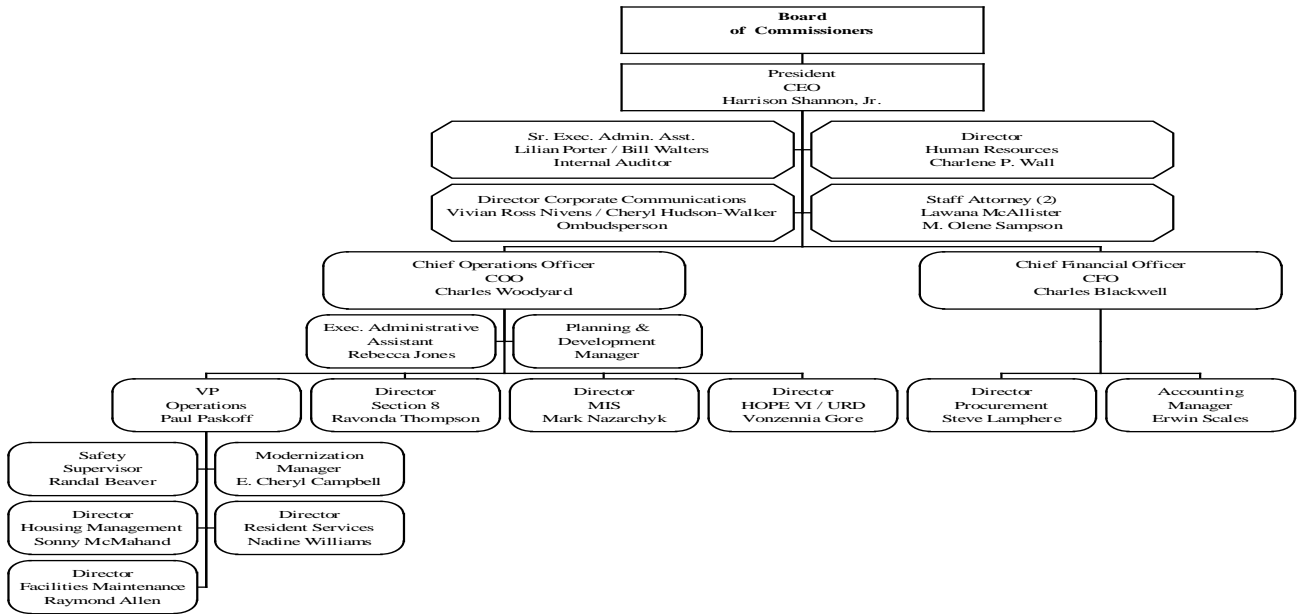 Board
of Commissioners
President
CEO
Harrison Shannon, Jr.
Sr. Exec. Admin. Asst.
Lilian Porter / Bill Walters
Internal Auditor
Director
Human Resources
Charlene P. Wall
Director Corporate Communications
Vivian Ross Nivens / Cheryl Hudson-Walker
Ombudsperson
Staff Attorney (2)
Lawana McAllister
M. Olene Sampson
Chief Operations Officer
COO
Charles Woodyard
Chief Financial Officer
CFO
Charles Blackwell
Exec. Administrative
Assistant
Rebecca Jones
Planning &
Development
Manager
VP
Operations
Paul Paskoff
Director
Section 8
Ravonda Thompson
Director
MIS
Mark Nazarchyk
Director
HOPE VI / URD
Vonzennia Gore
Director
Procurement
Steve Lamphere
Accounting
Manager
Erwin Scales
Safety
Supervisor
Randal Beaver
Modernization
Manager
E. Cheryl Campbell
Director
Housing Management
Sonny McMahand
Director
Resident Services
Nadine Williams
Director
Facilities Maintenance
Raymond Allen